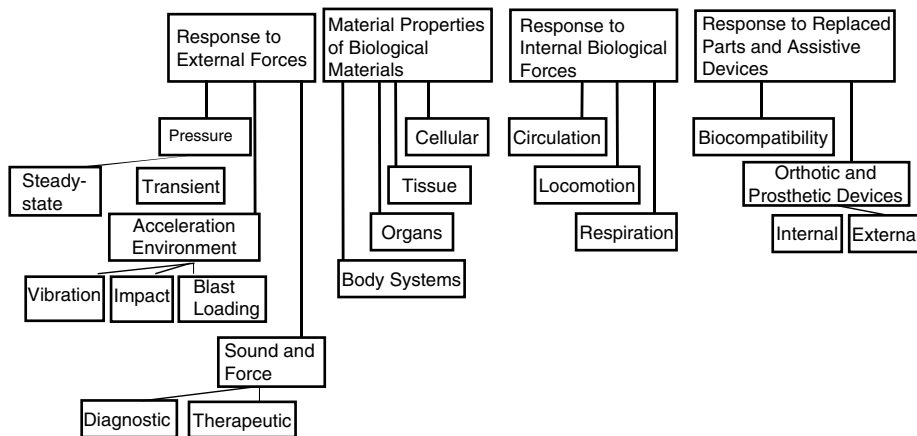 Response to
External Forces
Material Properties
of Biological
Materials
Response to
Internal Biological
Forces
Response to Replaced
Parts and Assistive
Devices
Pressure
Cellular
Circulation
Biocompatibility
Steady-
state
Transient
Tissue
Locomotion
Orthotic and
Prosthetic Devices
Acceleration
Environment
Organs
Respiration
Internal
External
Vibration
Impact
Blast
Loading
Body Systems
Sound and
Force
Diagnostic
Therapeutic